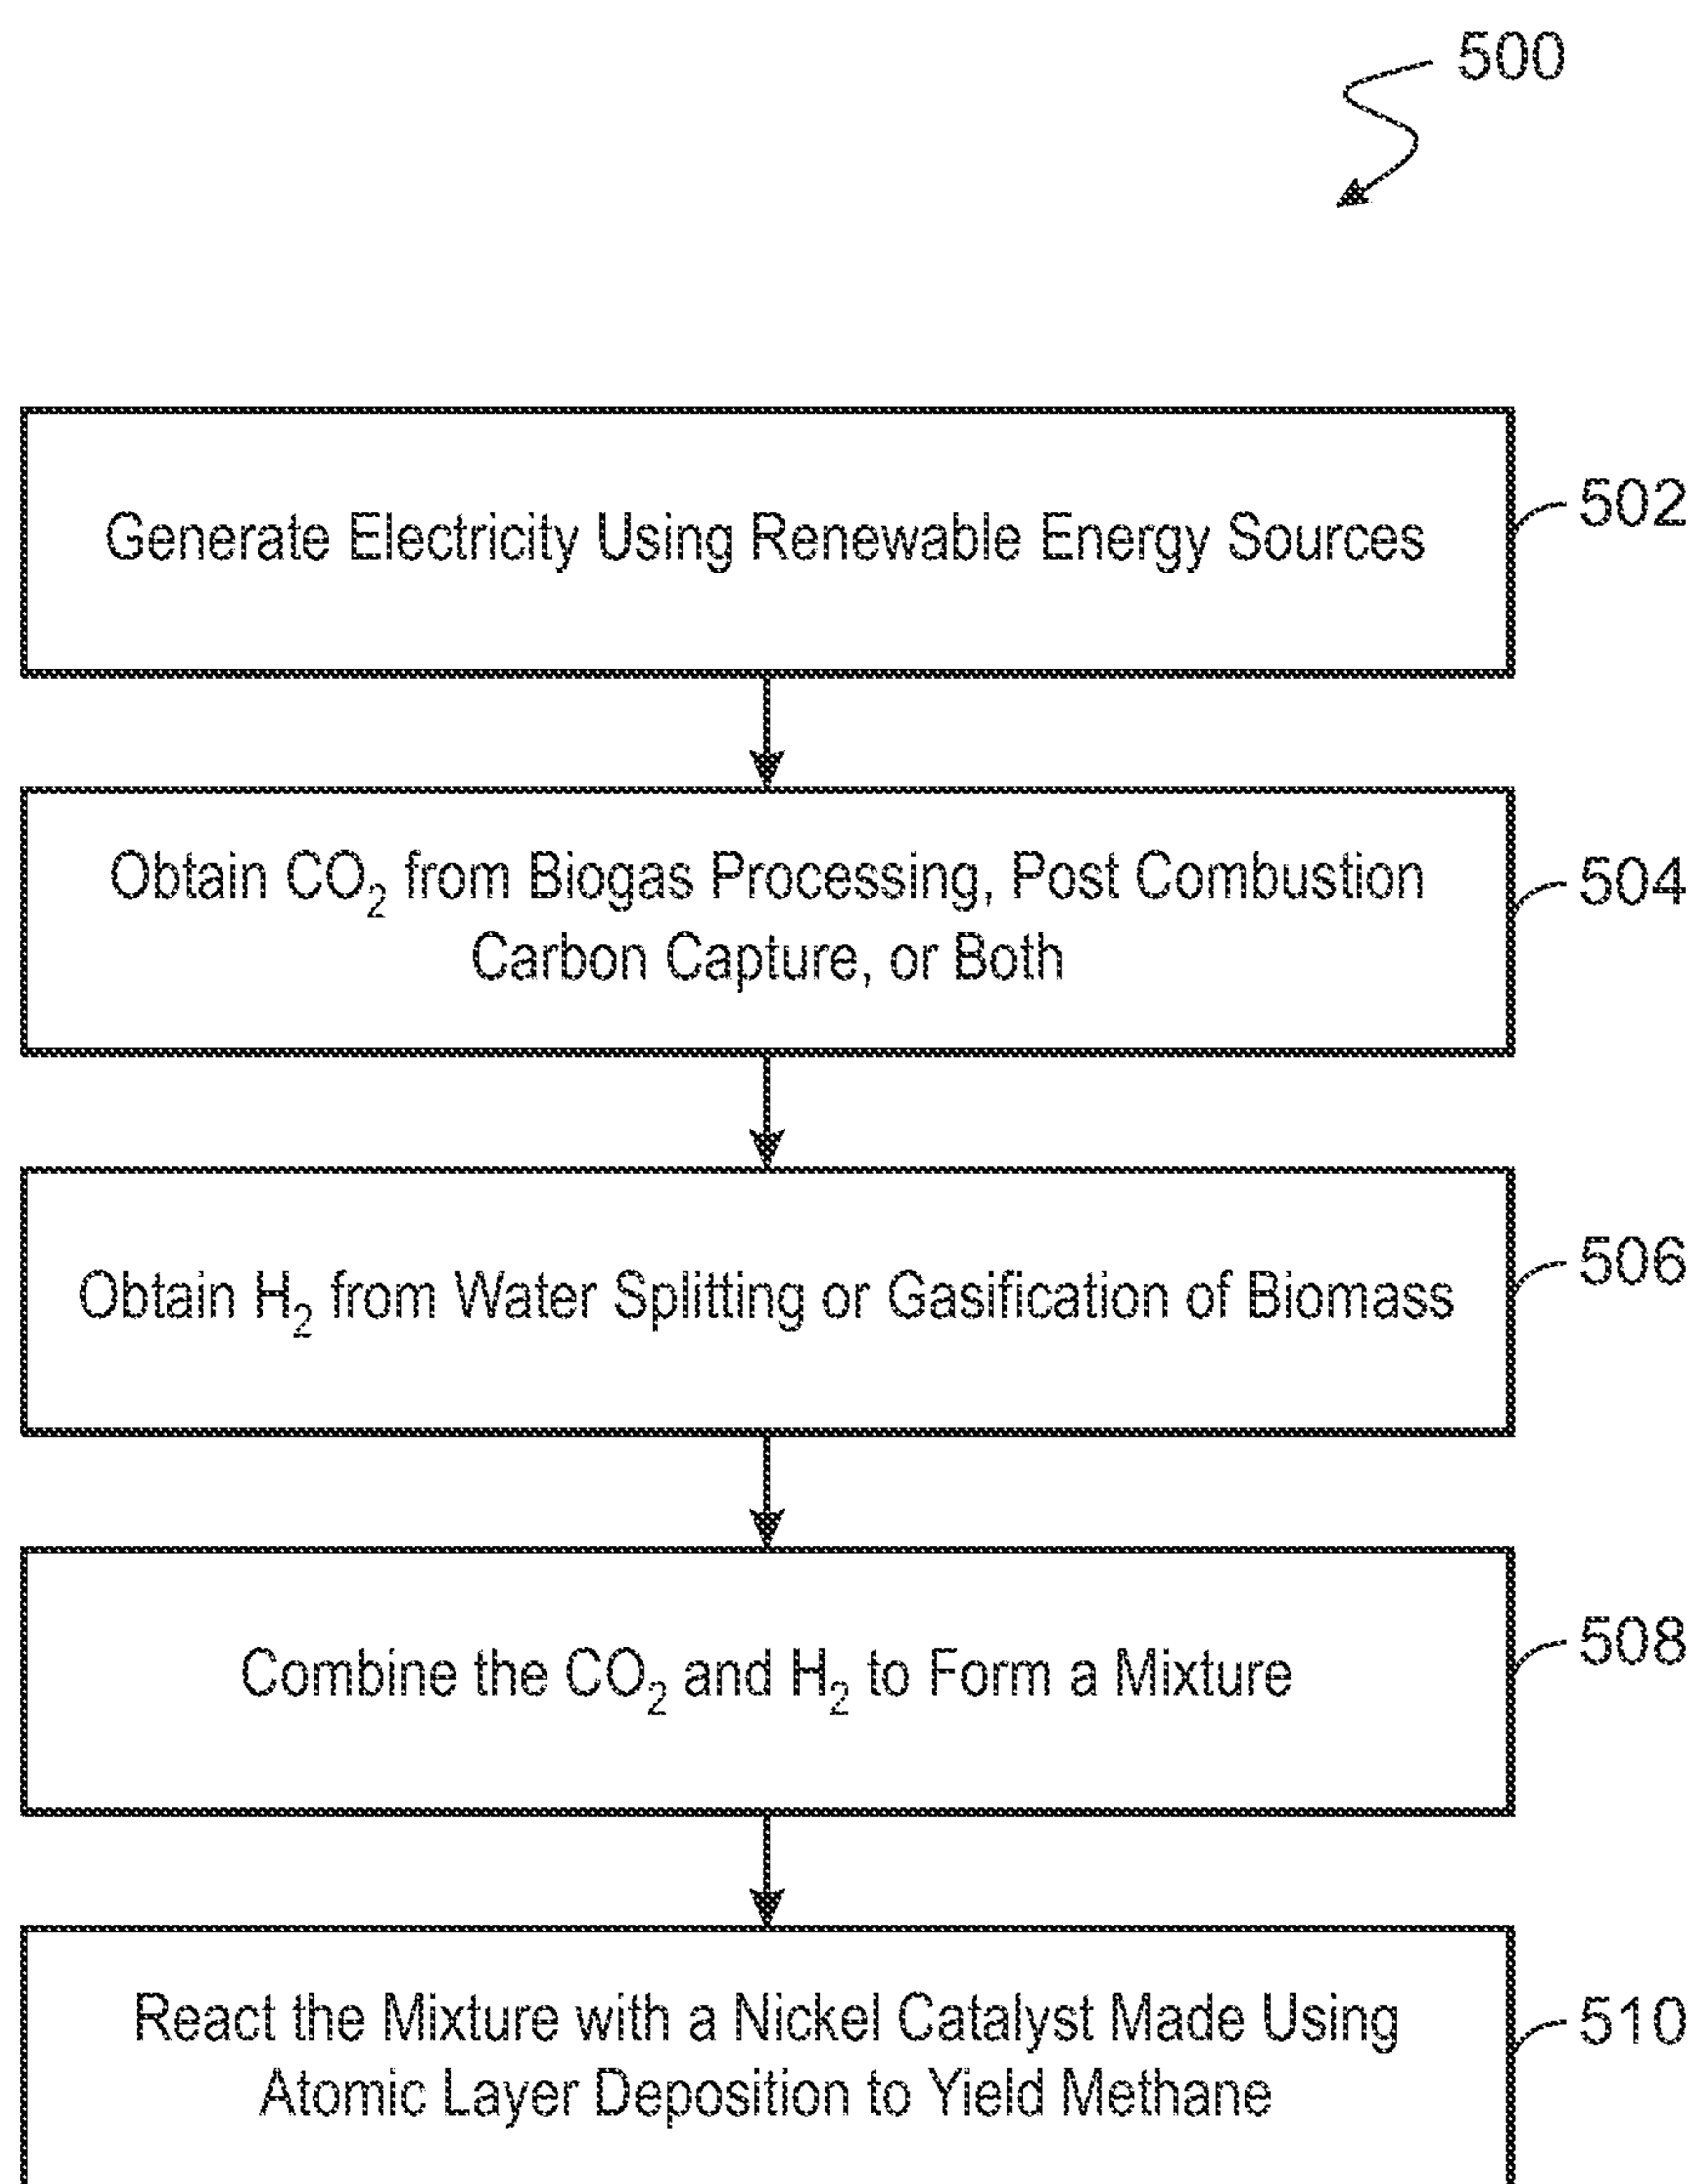 500
Generate Electricity Using Renewable Energy Sources
502
Obtain CO₂ from Biogas Processing, Post Combustion
Carbon Capture, or Both
504
Obtain H₂ from Water Splitting or Gasification of Biomass
506
Combine the CO₂ and H₂ to Form a Mixture
508
React the Mixture with a Nickel Catalyst Made Using
Atomic Layer Deposition to Yield Methane
510